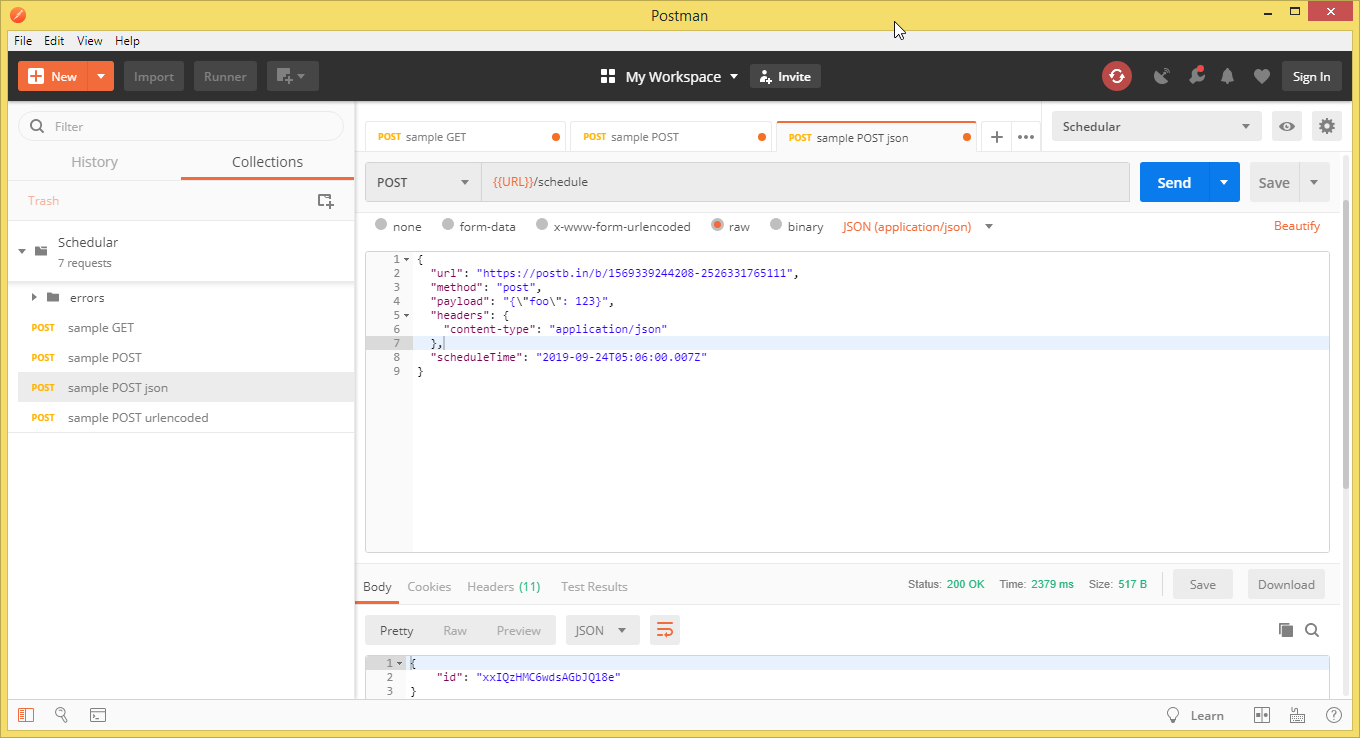 Postman
File Edit View Help
New Import Runner My Workspace Invite Sign In
Filter
History Collections
Trash
Schedular
7 requests
errors
POST sample GET
POST sample POST
POST sample POST json
POST sample POST urlencoded
POST sample GET POST sample POST POST sample POST json + ••• Schedular
POST {{URL}}/schedule Send Save
none form-data x-www-form-urlencoded raw binary JSON (application/json) Beautify
1 {
2 "url": "https://postb.in/b/1569339244208-2526331765111",
3 "method": "post",
4 "payload": "{\"foo\": 123}",
5 "headers": {
6 "content-type": "application/json"
7 },
8 "scheduleTime": "2019-09-24T05:06:00.007Z"
9 }
Body Cookies Headers (11) Test Results Status: 200 OK Time: 2379 ms Size: 517 B Save Download
Pretty Raw Preview JSON
1 {
2 "id": "xxIQzHMC6wdsAGbJQ18e"
3 }
Learn